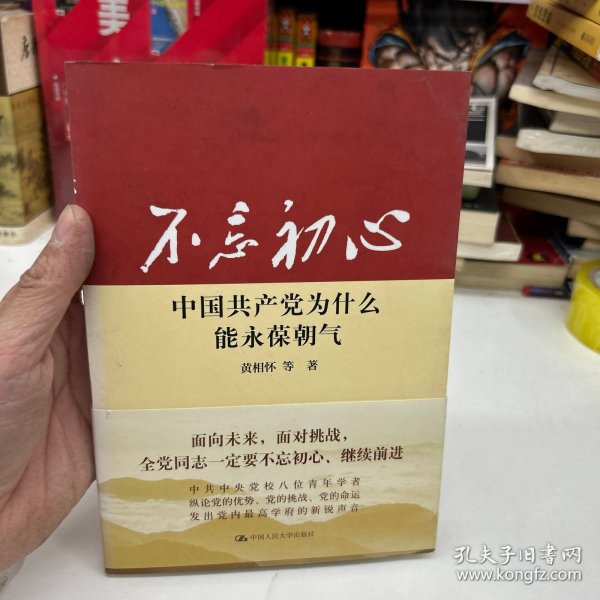 不忘初心
中国共产党为什么
能永葆朝气
黄相怀 等 著
面向未来，面对挑战，
全党同志一定要不忘初心、继续前进
中共中央党校八位青年学者
纵论党的优势、党的挑战、党的命运
发出党内最高学府的新锐声音
中国人民大学出版社
孔夫子旧书网
www.kongfz.com